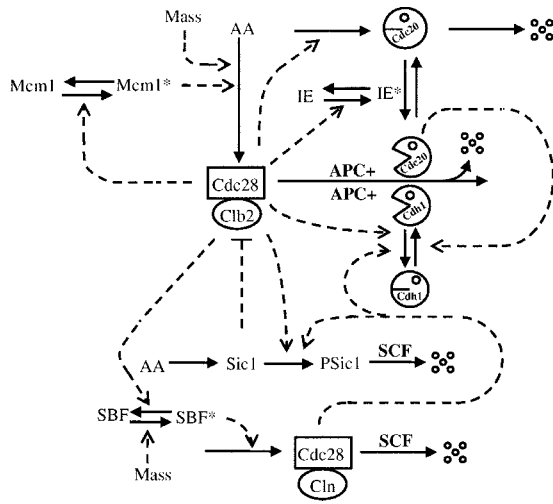 Mass
AA
Cdc20
Mcm1
Mcm1*
IE
IE*
Cdc20
APC+
Cdc28
APC+
Clb2
Cdh1
Cdh1
AA
Sic1
PSic1
SCF
SBF
SBF*
Mass
Cdc28
SCF
Cln